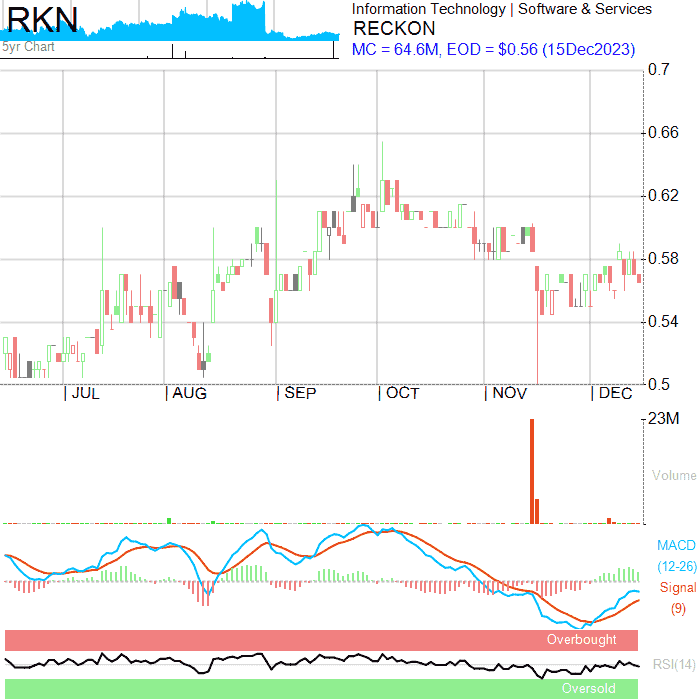 RKN
5yr Chart
Information Technology | Software & Services
RECKON
MC = 64.6M, EOD = $0.56 (15Dec2023)
0.7
0.66
0.62
0.58
0.54
0.5
| JUL | AUG | SEP | OCT | NOV | DEC
23M
Volume
MACD
(12-26)
Signal
(9)
Overbought
RSI(14)
Oversold